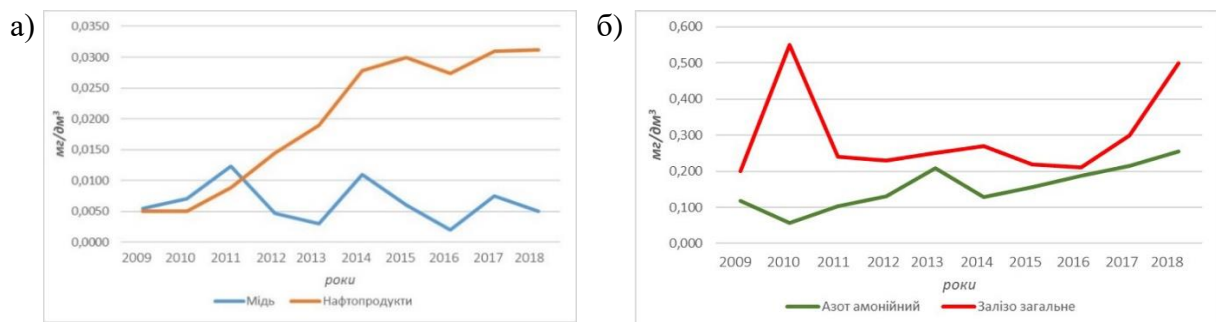 а)
0,0350
0,0300
0,0250
0,0200
0,0150
0,0100
0,0050
0,0000
мг/дм³
2009 2010 2011 2012 2013 2014 2015 2016 2017 2018
роки
Мідь Нафтопродукти
б)
0,600
0,500
0,400
0,300
0,200
0,100
0,000
мг/дм³
2009 2010 2011 2012 2013 2014 2015 2016 2017 2018
роки
Азот амонійний Залізо загальне